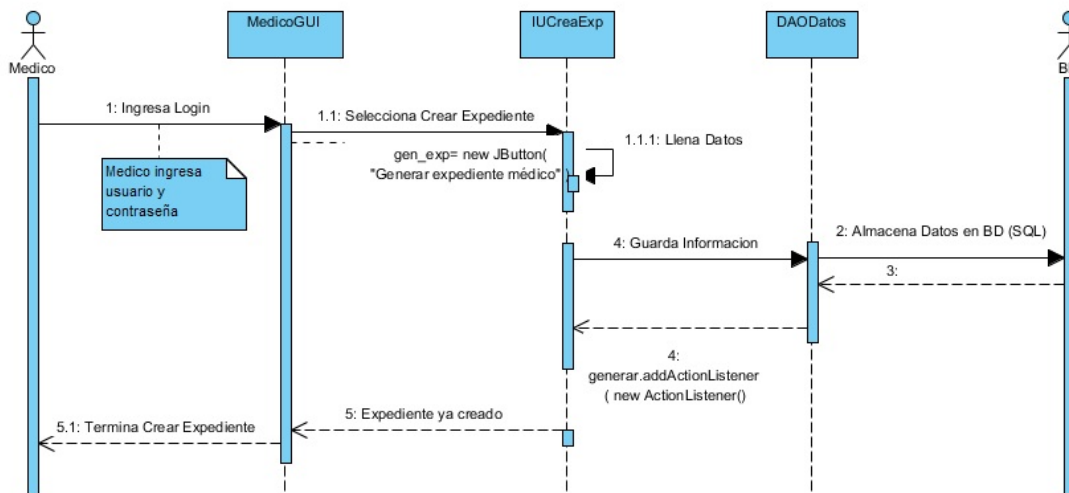 MedicoGUI
IUCreaExp
DAODatos
Medico
1: Ingresa Login
1.1: Selecciona Crear Expediente
1.1.1: Llena Datos
gen_exp= new JButton(
"Generar expediente médico" )
Medico ingresa
usuario y
contraseña
4: Guarda Informacion
2: Almacena Datos en BD (SQL)
3:
4:
generar.addActionListener
( new ActionListener()
5: Expediente ya creado
5.1: Termina Crear Expediente